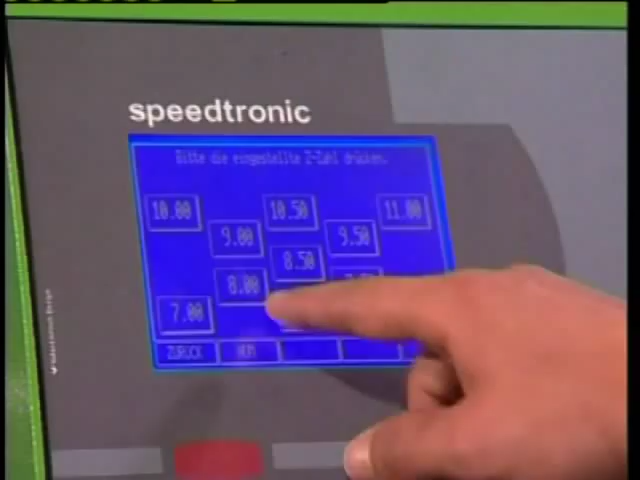 speedtronic
Bitte die eingestellte Z-Zahl drücken.
10.00 10.50 11.00
9.00 9.50
8.50
8.00
7.00
ZURÜCK